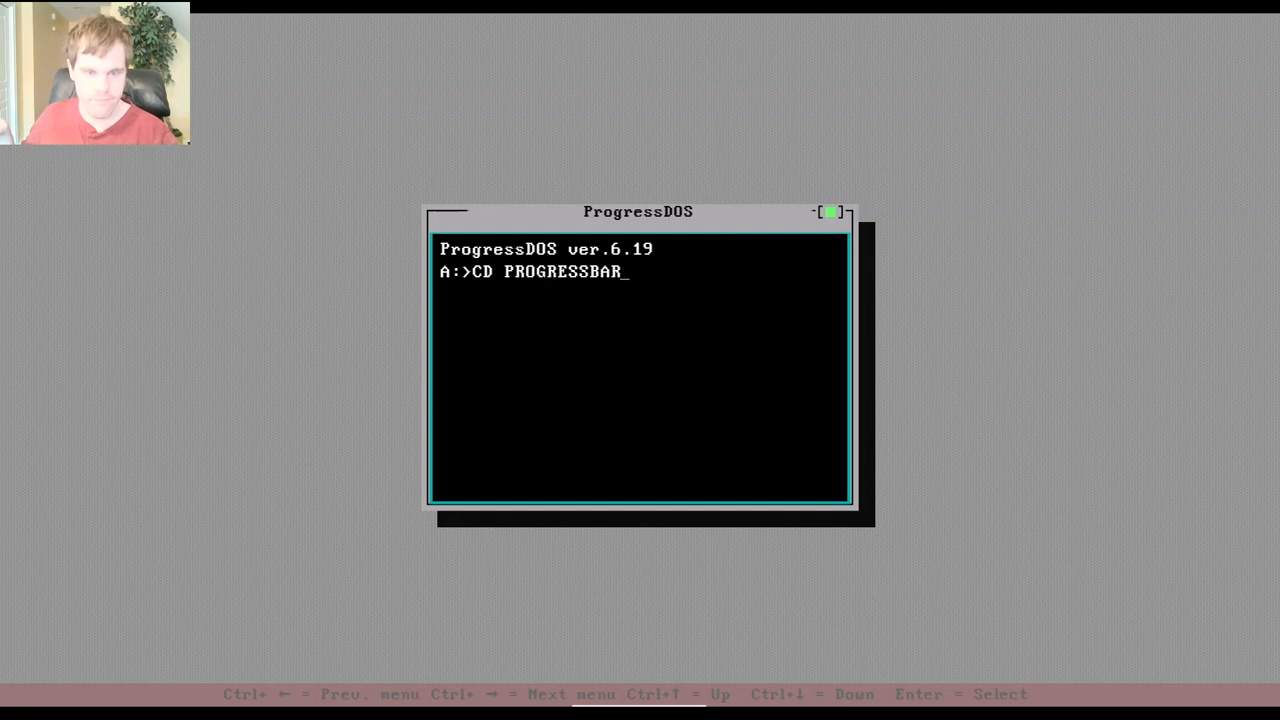 ProgressDOS
ProgressDOS ver.6.19
A:>CD PROGRESSBAR_
Ctrl+ ← = Prev. menu Ctrl+ → = Next menu Ctrl+↑ = Up Ctrl+↓ = Down Enter = Select